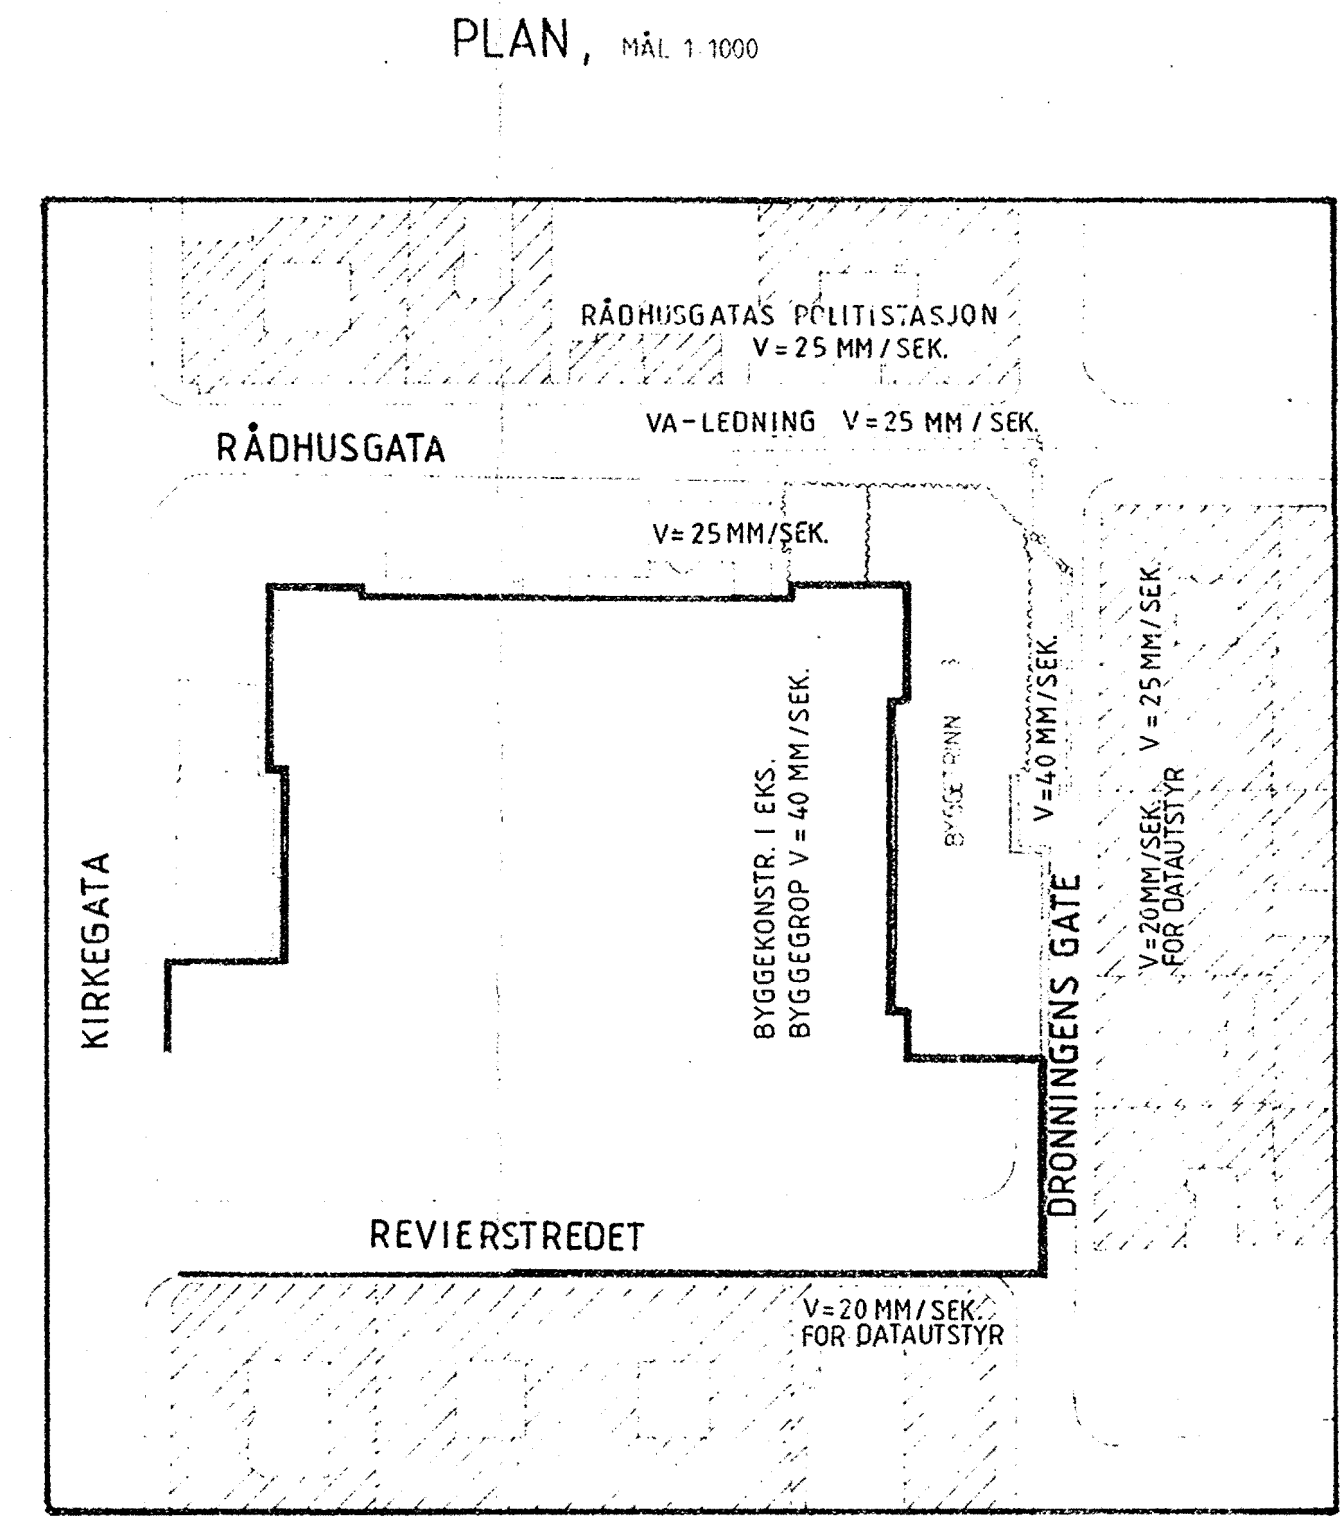 PLAN, MÅL 1:1000
RÅDHUSGATAS POLITISTASJON
V = 25 MM / SEK.
VA-LEDNING V = 25 MM / SEK.
RÅDHUSGATA
V = 25 MM/SEK.
BYGGEKONSTR. I EKS.
BYGGEGROP V = 40 MM/SEK.
BYGGETRINN 3
V = 40 MM/SEK.
V = 25 MM/SEK.
V = 20 MM/SEK.
FOR DATAUTSTYR
KIRKEGATA
DRONNINGENS GATE
REVIERSTREDET
V = 20 MM/SEK.
FOR DATAUTSTYR